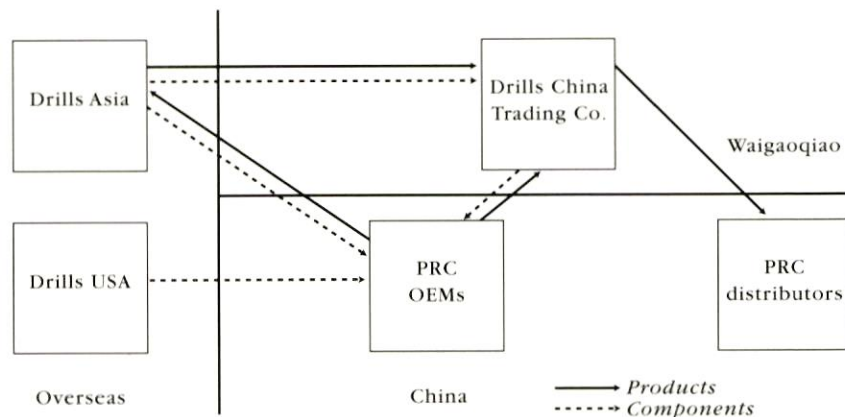 Drills Asia
Drills China
Trading Co.
Waigaoqiao
Drills USA
PRC
OEMs
PRC
distributors
Overseas
China
Products
Components